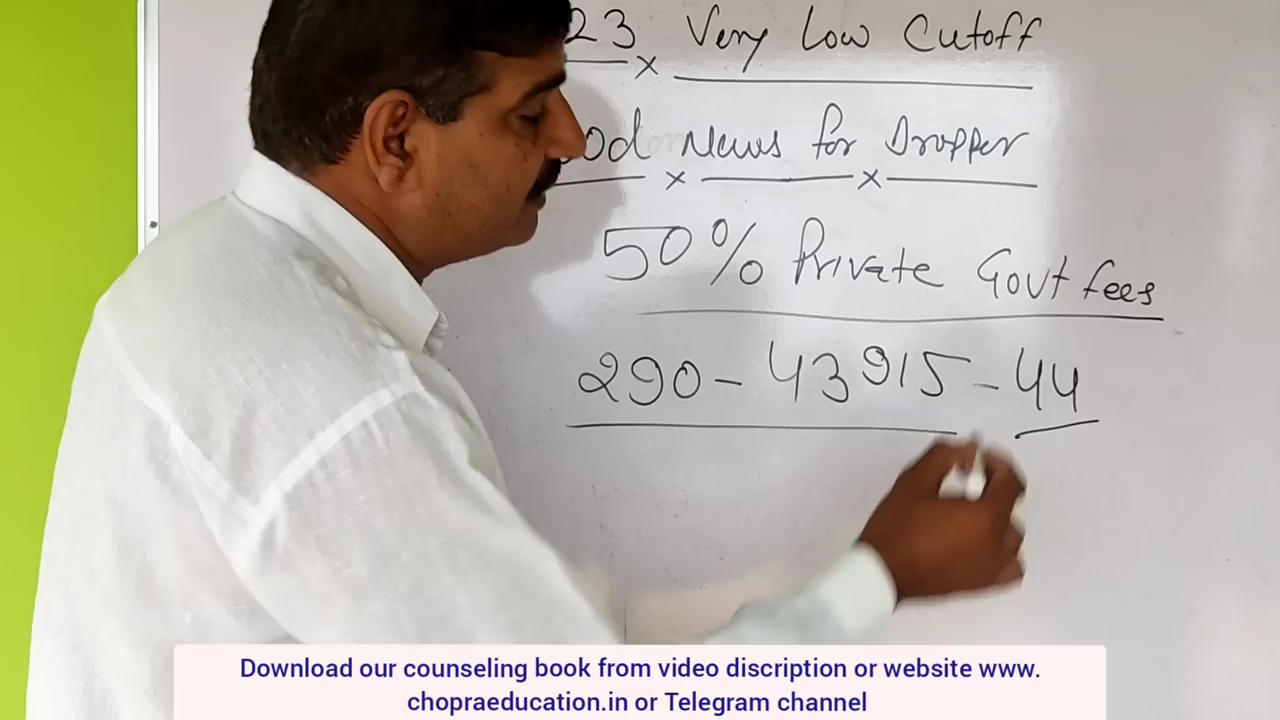 23 Very Low Cutoff
ood News for Dropper
50% Private Govt fees
290 - 43915 - 44
Download our counseling book from video discription or website www.
chopraeducation.in or Telegram channel